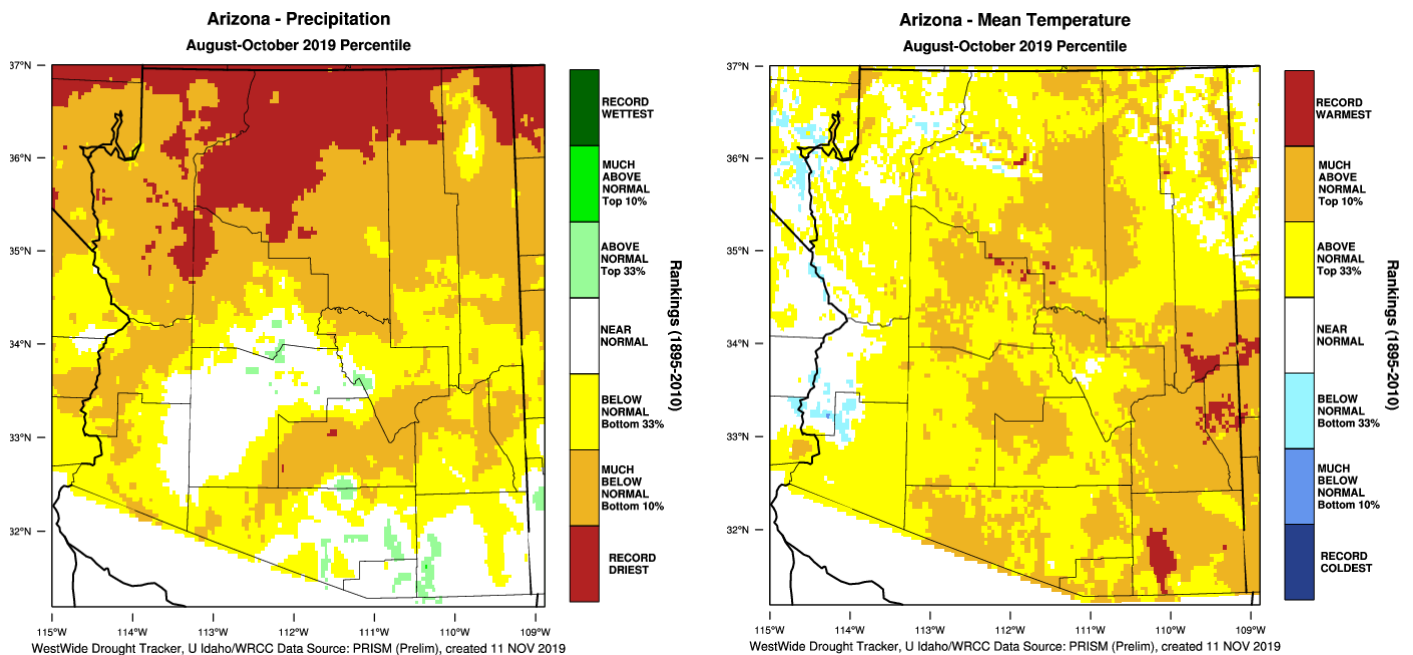 Arizona - Precipitation
August-October 2019 Percentile
37°N
36°N
35°N
34°N
33°N
32°N
115°W
114°W
113°W
112°W
111°W
110°W
109°W
RECORD
WETTEST
MUCH
ABOVE
NORMAL
Top 10%
ABOVE
NORMAL
Top 33%
NEAR
NORMAL
BELOW
NORMAL
Bottom 33%
MUCH
BELOW
NORMAL
Bottom 10%
RECORD
DRIEST
Rankings (1895-2010)
WestWide Drought Tracker, U Idaho/WRCC Data Source: PRISM (Prelim), created 11 NOV 2019
Arizona - Mean Temperature
August-October 2019 Percentile
37°N
36°N
35°N
34°N
33°N
32°N
115°W
114°W
113°W
112°W
111°W
110°W
109°W
RECORD
WARMEST
MUCH
ABOVE
NORMAL
Top 10%
ABOVE
NORMAL
Top 33%
NEAR
NORMAL
BELOW
NORMAL
Bottom 33%
MUCH
BELOW
NORMAL
Bottom 10%
RECORD
COLDEST
Rankings (1895-2010)
WestWide Drought Tracker, U Idaho/WRCC Data Source: PRISM (Prelim), created 11 NOV 2019